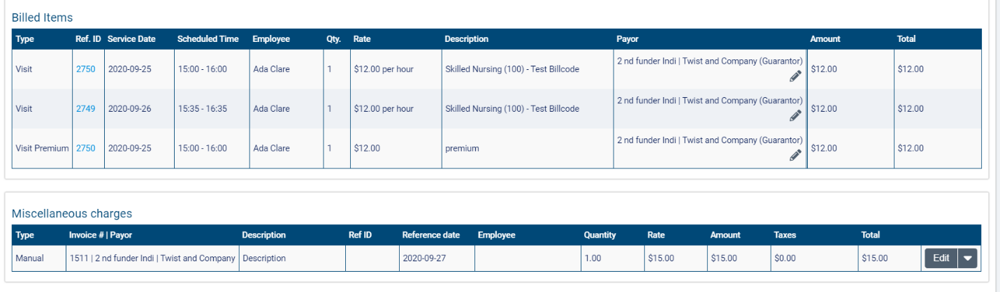 Billed Items
Type Ref. ID Service Date Scheduled Time Employee Qty. Rate Description Payor Amount Total
Visit 2750 2020-09-25 15:00 - 16:00 Ada Clare 1 $12.00 per hour Skilled Nursing (100) - Test Billcode 2 nd funder Indi | Twist and Company (Guarantor) $12.00 $12.00
Visit 2749 2020-09-26 15:35 - 16:35 Ada Clare 1 $12.00 per hour Skilled Nursing (100) - Test Billcode 2 nd funder Indi | Twist and Company (Guarantor) $12.00 $12.00
Visit Premium 2750 2020-09-25 15:00 - 16:00 Ada Clare 1 $12.00 premium 2 nd funder Indi | Twist and Company (Guarantor) $12.00 $12.00
Miscellaneous charges
Type Invoice # | Payor Description Ref ID Reference date Employee Quantity Rate Amount Taxes Total
Manual 1511 | 2 nd funder Indi | Twist and Company Description 2020-09-27 1.00 $15.00 $15.00 $0.00 $15.00 Edit